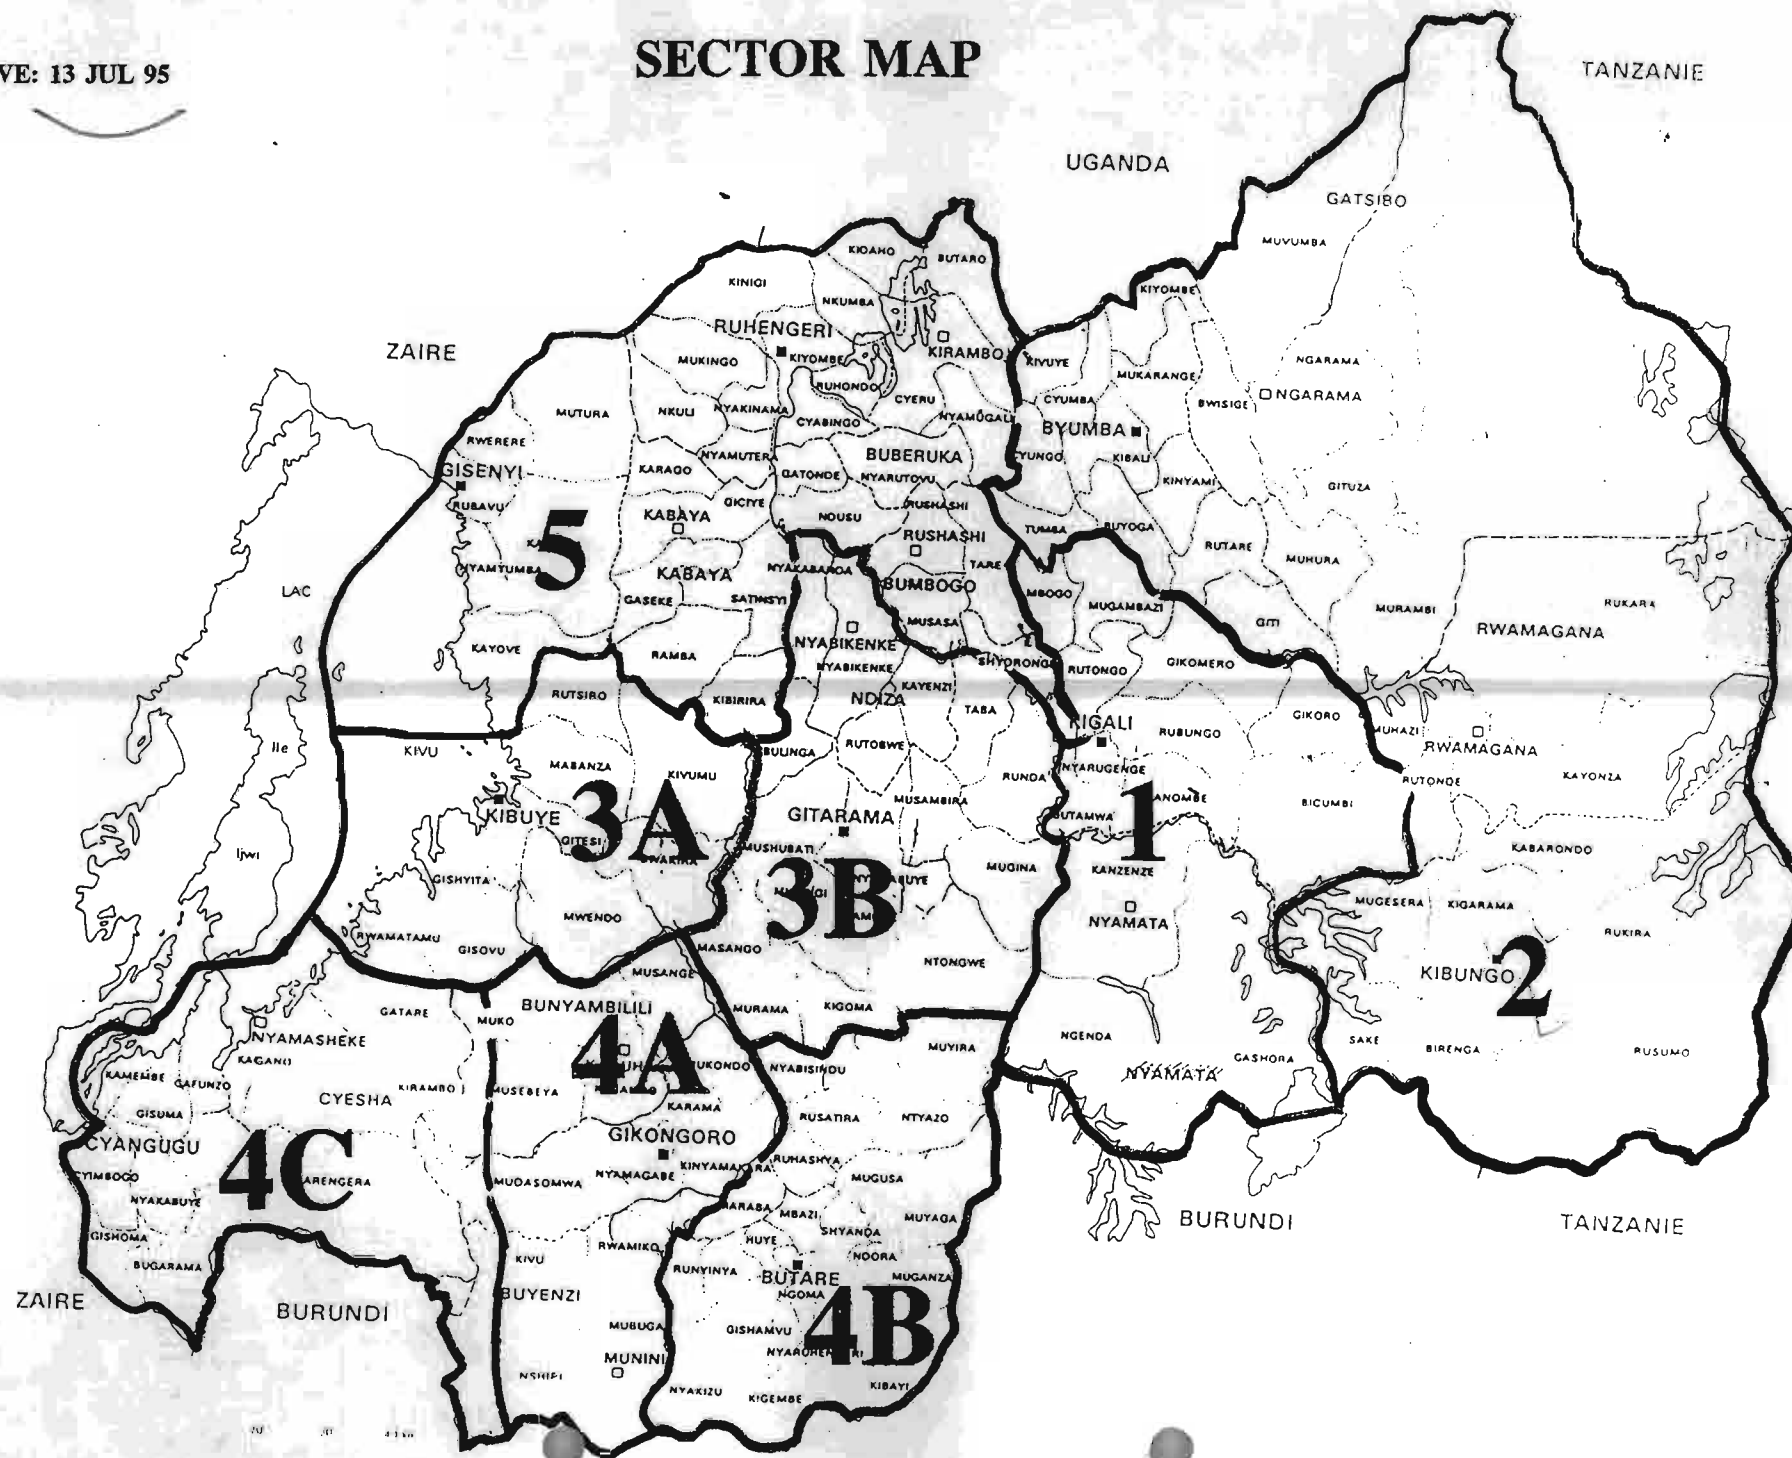 SECTOR MAP
VE: 13 JUL 95
TANZANIE
UGANDA
GATSIBO
MUVUMBA
KIDAHO
BUTARO
KINIGI
NKUMBA
KIYOMBE
RUHENGERI
KIRAMBO
ZAIRE
MUKINGO
KIYOMBE
KIVUYE
NGARAMA
MUKARANGE
RUHONDO
CYERU
CYUMBA
BWISIGE
NGARAMA
MUTURA
NKULI
NYAKINAMA
CYABINGO
NYAMUGALI
BYUMBA
RWERERE
NYAMUTERA
BUBERUKA
YUNGO
KIBALI
GISENYI
KARAGO
GATONDE
NYARUTOVU
KINYAMI
GITUZA
RUBAVU
GICIYE
RUSHASHI
KABAYA
NDUSU
RUSHASHI
TUMBA
BUYOGA
5
RUTARE
MUHURA
NYAMYUMBA
KABAYA
NYAKABANDA
BUMBOGO
TARE
LAC
GASEKE
SATINSYI
MBOGO
MUGAMBAZI
MURAMBI
RUKARA
MUSASA
GITI
RWAMAGANA
KAYOVE
RAMBA
NYABIKENKE
NYABIKENKE
SHYORONGI
RUTONGO
GIKOMERO
RUTSIRO
KIBIRIRA
NDIZA
KAYENZI
TABA
GIKORO
KIGALI
RUBUNGO
MUHAZI
RWAMAGANA
Ile
KIVU
BULINGA
RUTOBWE
MABANZA
KIVUMU
RUNDA
NYARUGENGE
RUTONDE
KAYONZA
KIBUYE
3A
MUSAMBIRA
ANOMBE
BICUMBI
GITARAMA
BUTAMWA
1
Ijwi
GITESI
MUSHUBATI
KABARONDO
GISHYITA
3B
MUGINA
KANZENZE
MUGESERA
KIGARAMA
MWENDO
NYAMATA
RWAMATAMU
GISOVU
MASANGO
NTONGWE
RUKIRA
MUSANGE
KIBUNGO
2
GATARE
MUKO
BUNYAMBILILI
MURAMA
KIGOMA
NYAMASHEKE
4A
MUYIRA
NGENDA
SAKE
BIRENGA
RUSUMO
KAGANO
UKONDO
NYABISINDU
GASHORA
KAMEMBE
GAFUNZO
KIRAMBO
MUSEBEYA
NYAMATA
GISUMA
CYESHA
KARAMA
RUSATIRA
NTYAZO
CYANGUGU
GIKONGORO
4C
KINYAMAKARA
RUHASHYA
YIMBOGO
ARENGERA
MUDASOMWA
NYAMAGABE
MUGUSA
NYAKABUYE
ARABA
MBAZI
MUYAGA
BURUNDI
TANZANIE
GISHOMA
RWAMIKO
HUYE
SHYANDA
BUGARAMA
KIVU
RUNYINYA
NDORA
BUTARE
MUGANZA
ZAIRE
BURUNDI
BUYENZI
NGOMA
MUBUGA
GISHAMVU
4B
MUNINI
KIBAYI
NYAKIZU
KIGEMBE